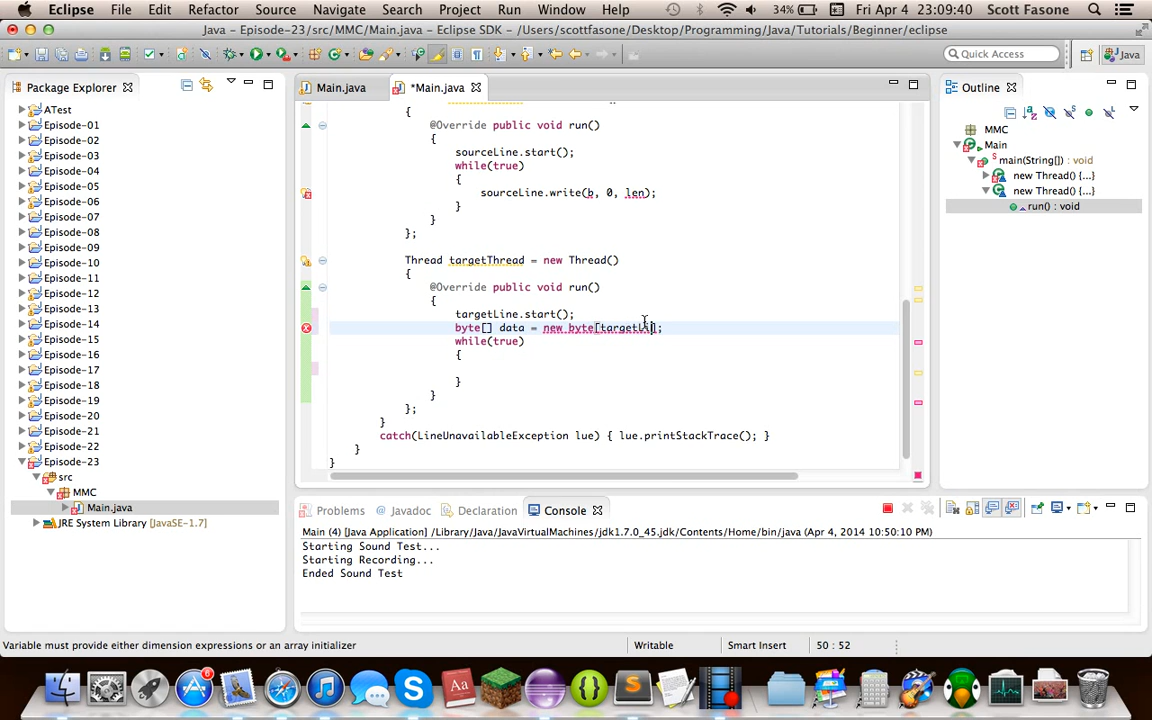 Eclipse File Edit Refactor Source Navigate Search Project Run Window Help 34% Fri Apr 4 23:09:40 Scott Fasone
Java – Episode-23/src/MMC/Main.java – Eclipse SDK – /Users/scottfasone/Desktop/Programming/Java/Tutorials/Beginner/eclipse
Quick Access Java
Package Explorer
ATest
Episode-01
Episode-02
Episode-03
Episode-04
Episode-05
Episode-06
Episode-07
Episode-08
Episode-09
Episode-10
Episode-11
Episode-12
Episode-13
Episode-14
Episode-15
Episode-16
Episode-17
Episode-18
Episode-19
Episode-20
Episode-21
Episode-22
Episode-23
src
MMC
Main.java
JRE System Library [JavaSE-1.7]
Main.java *Main.java
{
@Override public void run()
{
sourceLine.start();
while(true)
{
sourceLine.write(b, 0, len);
}
}
};
Thread targetThread = new Thread()
{
@Override public void run()
{
targetLine.start();
byte[] data = new byte[
while(true)
{
}
}
};
}
catch(LineUnavailableException lue) { lue.printStackTrace(); }
}
}
Outline
MMC
Main
main(String[]) : void
new Thread() {...}
new Thread() {...}
run() : void
Problems Javadoc Declaration Console
Main (4) [Java Application] /Library/Java/JavaVirtualMachines/jdk1.7.0_45.jdk/Contents/Home/bin/java (Apr 4, 2014 10:50:10 PM)
Starting Sound Test...
Starting Recording...
Ended Sound Test
Variable must provide either dimension expressions or an array initializer Writable Smart Insert 50 : 52